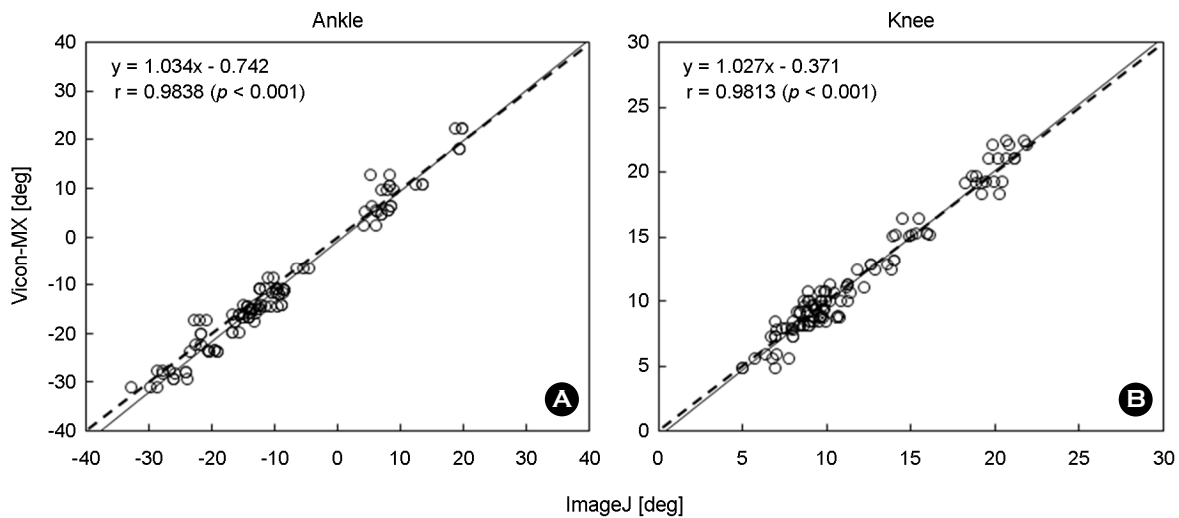 Ankle
y = 1.034x - 0.742
r = 0.9838 (p < 0.001)
40
30
20
10
0
-10
-20
-30
-40
-40 -30 -20 -10 0 10 20 30 40
A
Knee
y = 1.027x - 0.371
r = 0.9813 (p < 0.001)
30
25
20
15
10
5
0
0 5 10 15 20 25 30
B
Vicon-MX [deg]
ImageJ [deg]